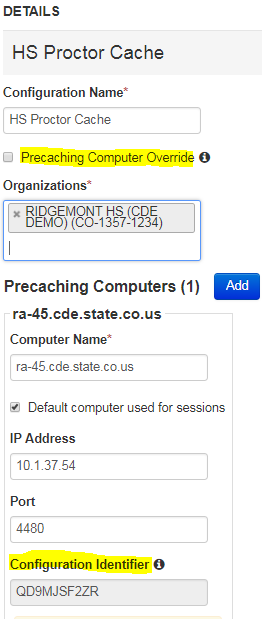 DETAILS
HS Proctor Cache
Configuration Name*
HS Proctor Cache
Precaching Computer Override
Organizations*
× RIDGEMONT HS (CDE
DEMO) (CO-1357-1234)
Precaching Computers (1) Add
ra-45.cde.state.co.us
Computer Name*
ra-45.cde.state.co.us
Default computer used for sessions
IP Address
10.1.37.54
Port
4480
Configuration Identifier
QD9MJSF2ZR